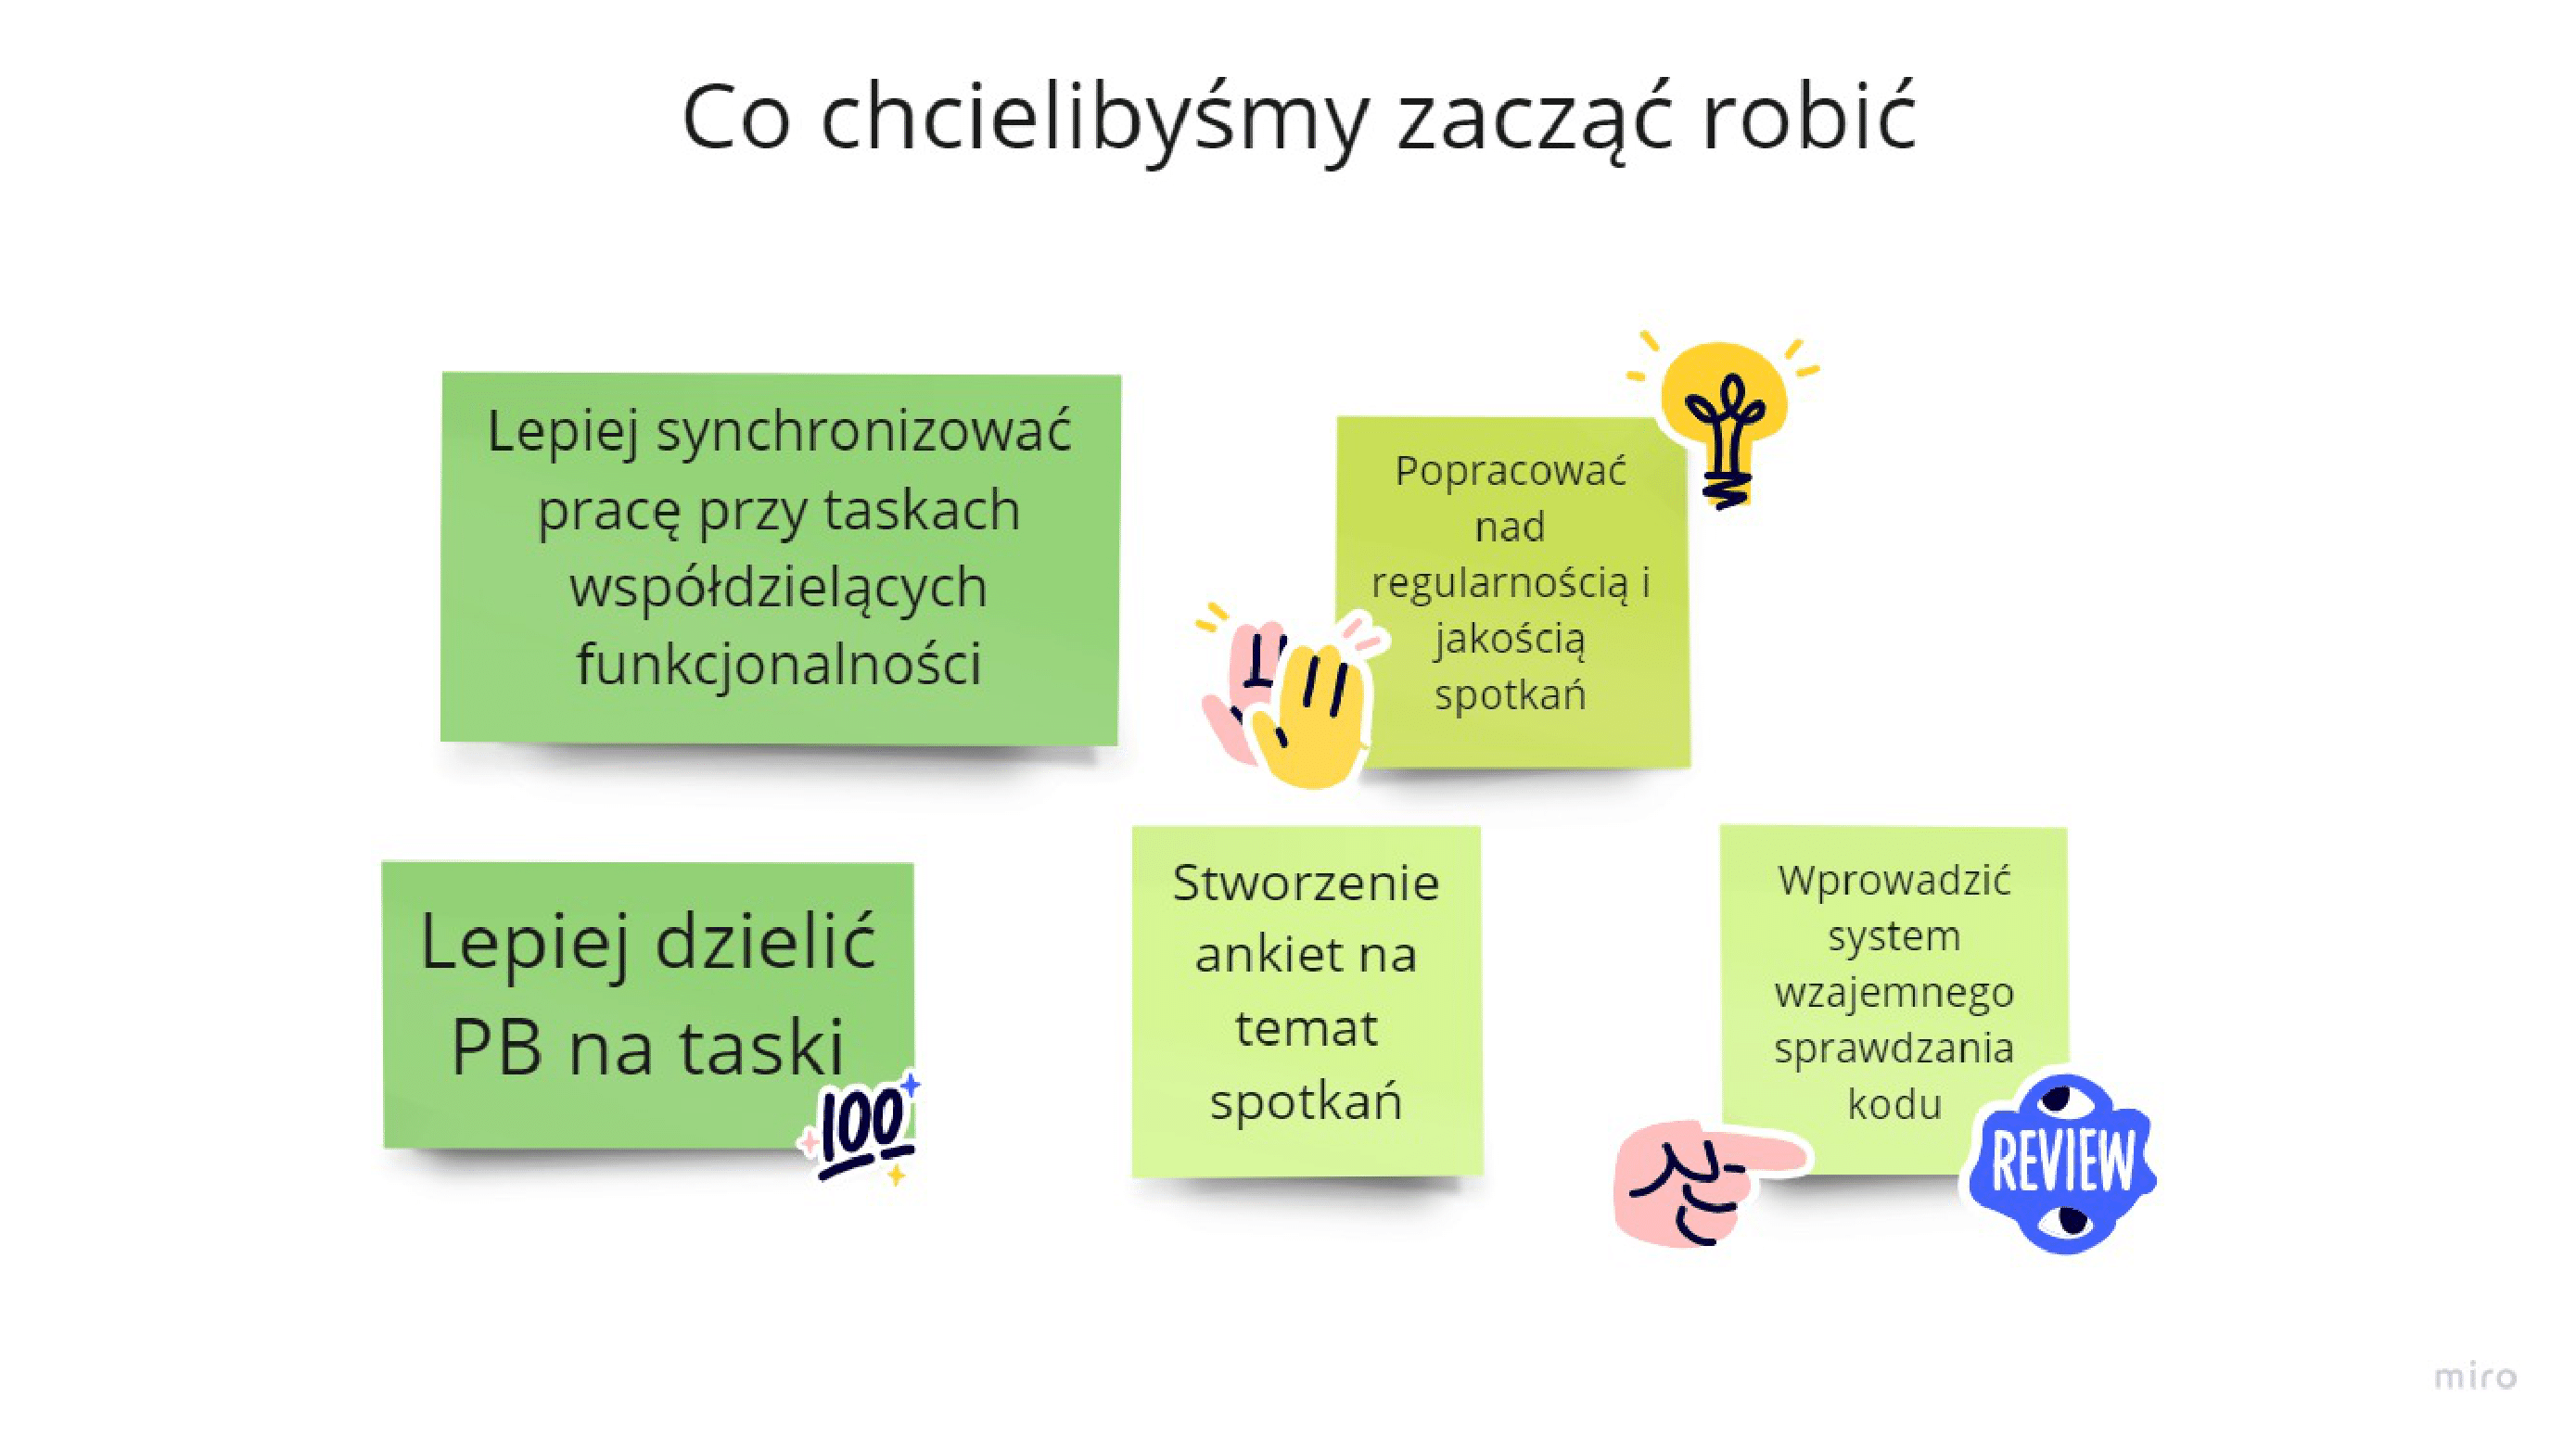 Co chcielibyśmy zacząć robić
Lepiej synchronizować
pracę przy taskach
współdzielących
funkcjonalności
Popracować
nad
regularnością i
jakością
spotkań
Lepiej dzielić
PB na taski
100
Stworzenie
ankiet na
temat
spotkań
Wprowadzić
system
wzajemnego
sprawdzania
kodu
REVIEW
miro